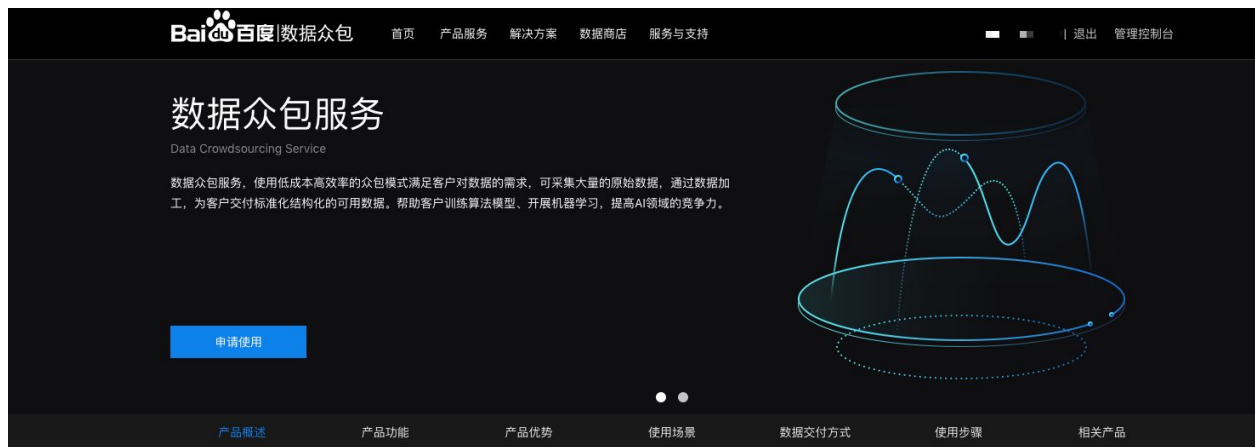 Baidu百度|数据众包 首页 产品服务 解决方案 数据商店 服务与支持 | 退出 管理控制台
数据众包服务
Data Crowdsourcing Service
数据众包服务，使用低成本高效率的众包模式满足客户对数据的需求，可采集大量的原始数据，通过数据加
工，为客户交付标准化结构化的可用数据。帮助客户训练算法模型、开展机器学习，提高AI领域的竞争力。
申请使用
产品概述 产品功能 产品优势 使用场景 数据交付方式 使用步骤 相关产品